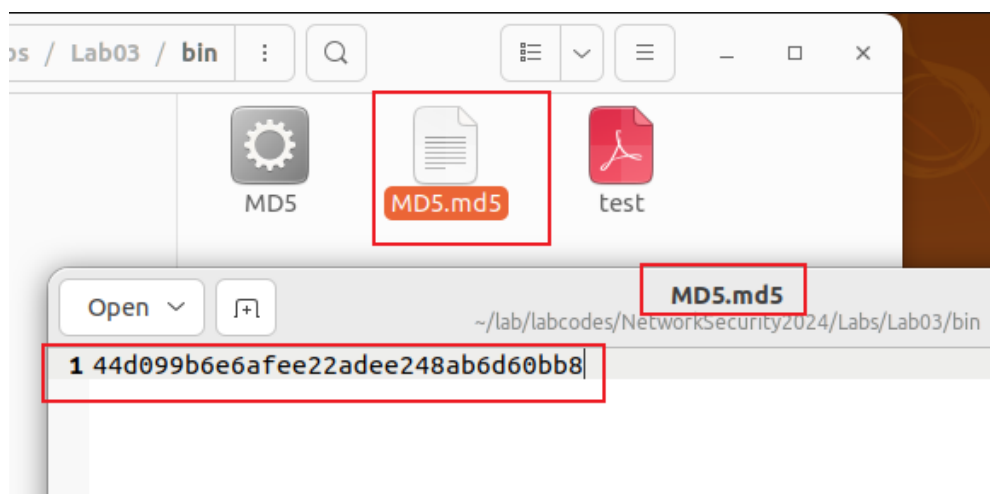 os / Lab03 / bin
MD5
MD5.md5
test
Open
MD5.md5
~/lab/labcodes/NetworkSecurity2024/Labs/Lab03/bin
1 44d099b6e6afee22adee248ab6d60bb8